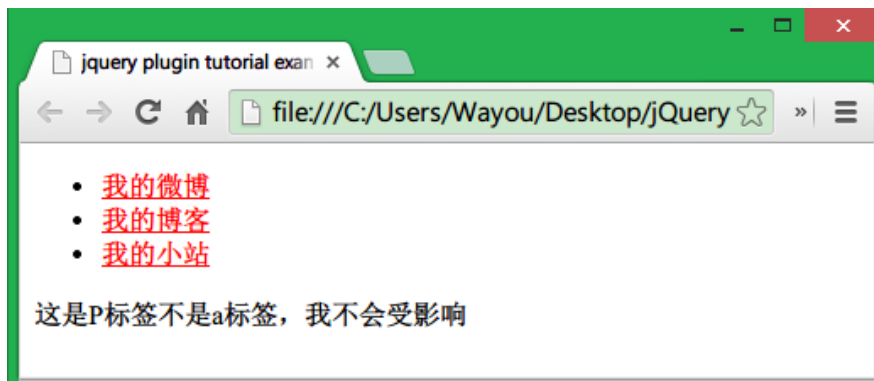 jquery plugin tutorial exan
file:///C:/Users/Wayou/Desktop/jQuery
我的微博
我的博客
我的小站
这是P标签不是a标签，我不会受影响